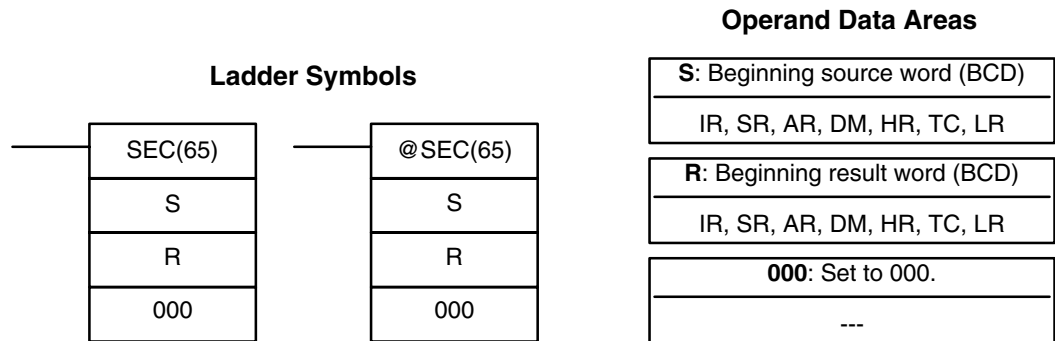 Ladder Symbols
SEC(65)
S
R
000
@SEC(65)
S
R
000
Operand Data Areas
S: Beginning source word (BCD)
IR, SR, AR, DM, HR, TC, LR
R: Beginning result word (BCD)
IR, SR, AR, DM, HR, TC, LR
000: Set to 000.
---